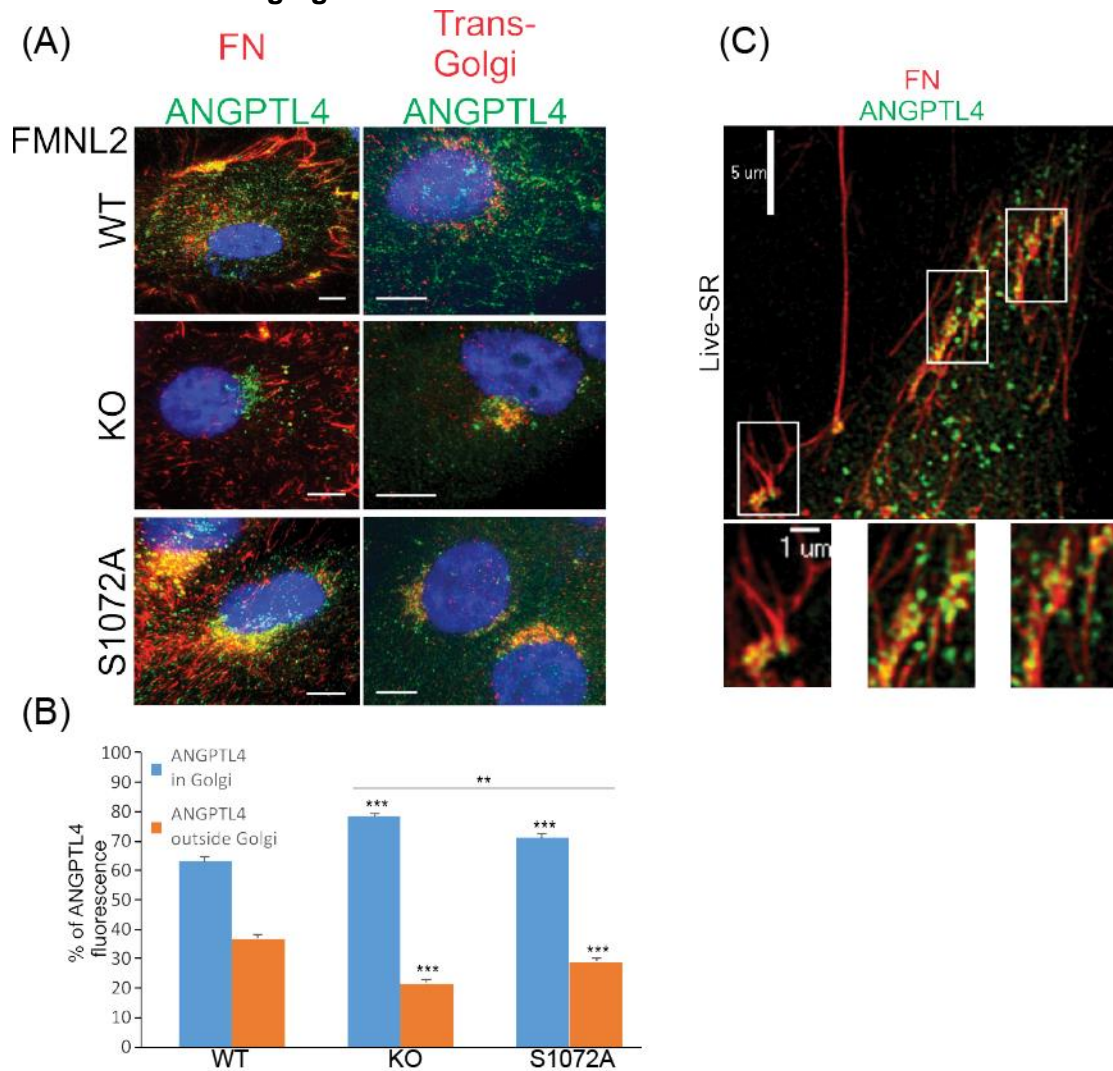 (A)
FN
Trans-
Golgi
ANGPTL4
ANGPTL4
FMNL2
WT
KO
S1072A
(B)
100
90
80
70
60
50
40
30
20
10
0
% of ANGPTL4
fluorescence
ANGPTL4
in Golgi
ANGPTL4
outside Golgi
**
***
***
***
***
WT
KO
S1072A
(C)
FN
ANGPTL4
5 um
Live-SR
1 um